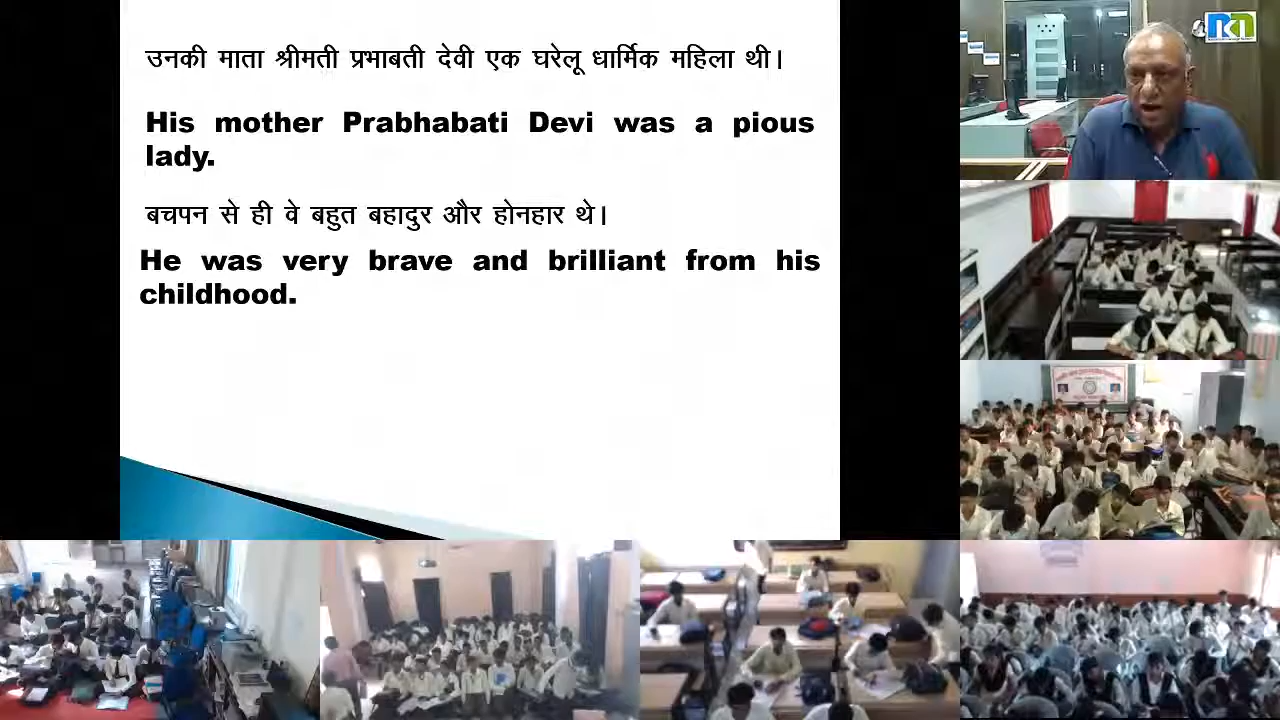 उनकी माता श्रीमती प्रभाबती देवी एक घरेलू धार्मिक महिला थी।
His mother Prabhabati Devi was a pious
lady.
बचपन से ही वे बहुत बहादुर और होनहार थे।
He was very brave and brilliant from his
childhood.